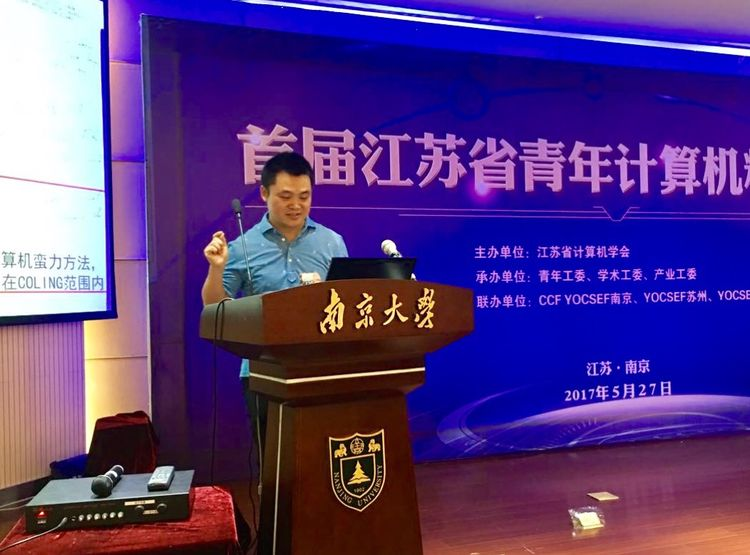 首届江苏省青年计算机
主办单位：江苏省计算机学会
承办单位：青年工委、学术工委、产业工委
联办单位：CCF YOCSEF南京、YOCSEF苏州、YOCSE
江苏·南京
2017年5月27日
算机蛮力方法,
在COLING范围内
南京大學
NANJING UNIVERSITY
1902